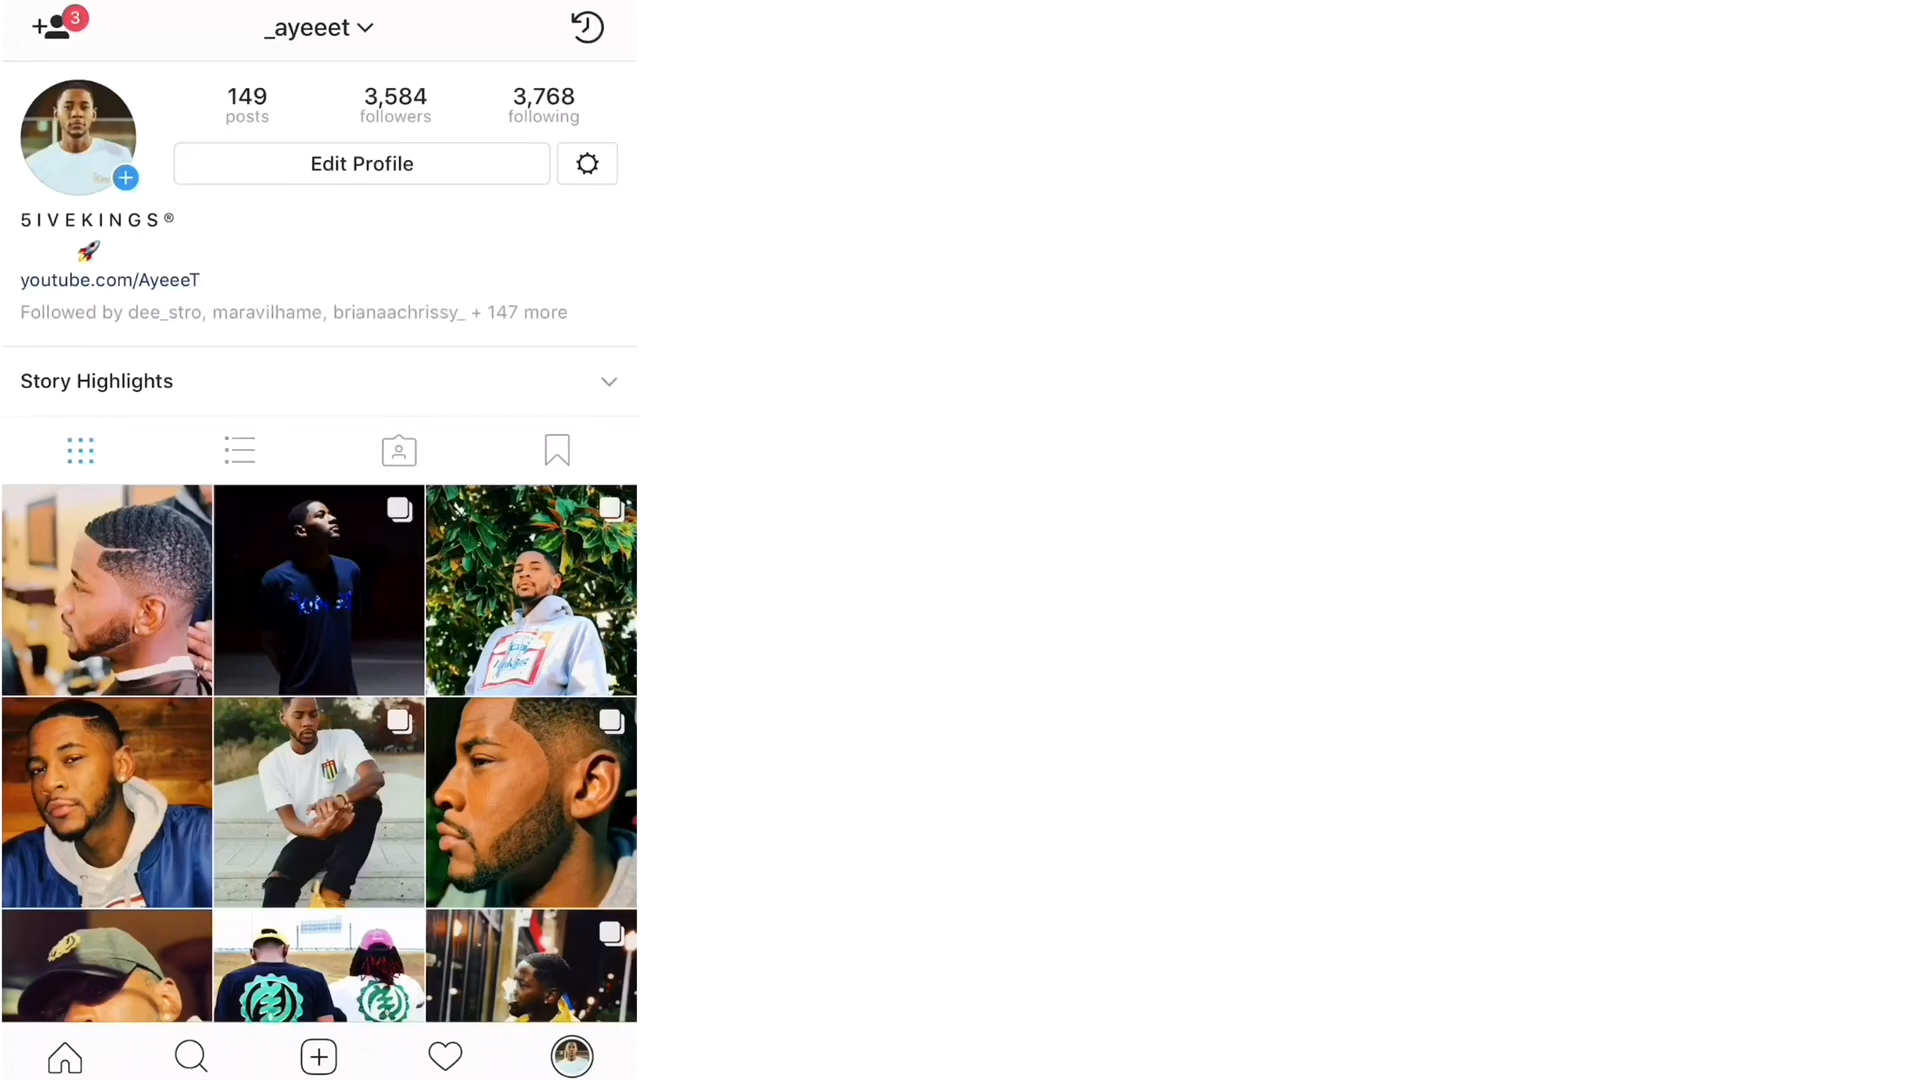 3
_ayeeet
149
3,584
3,768
posts
followers
following
Edit Profile
5IVEKINGS®
🚀
youtube.com/AyeeeT
Followed by dee_stro, maravilhame, brianaachrissy_ + 147 more
Story Highlights